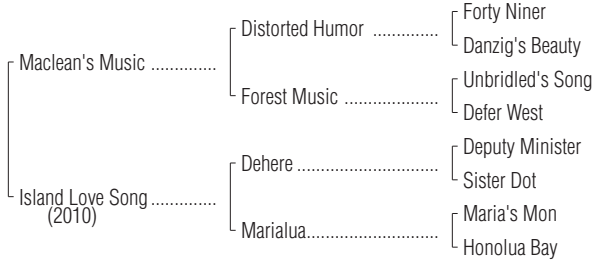 Forty Niner
Distorted Humor ..............
Danzig's Beauty
Maclean's Music ..............
Unbridled's Song
Forest Music ....................
Defer West
Deputy Minister
Dehere ..............................
Sister Dot
Island Love Song ..............
(2010)
Maria's Mon
Marialua............................
Honolua Bay